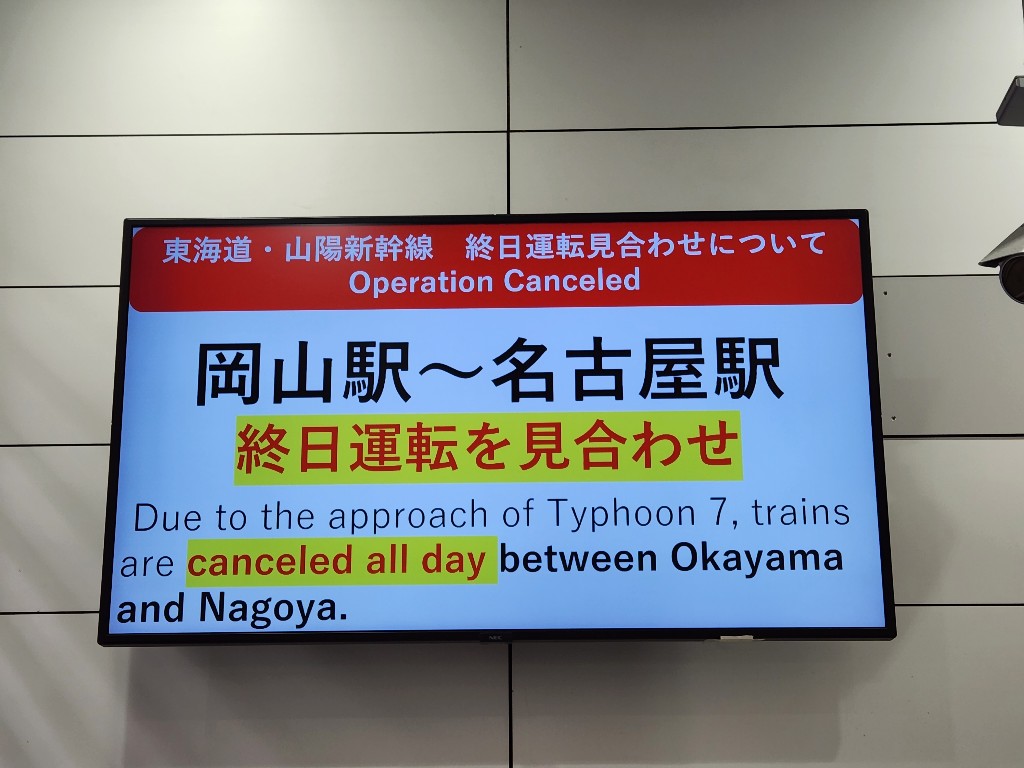 東海道・山陽新幹線　終日運転見合わせについて
Operation Canceled
岡山駅～名古屋駅
終日運転を見合わせ
Due to the approach of Typhoon 7, trains
are canceled all day between Okayama
and Nagoya.
NEC